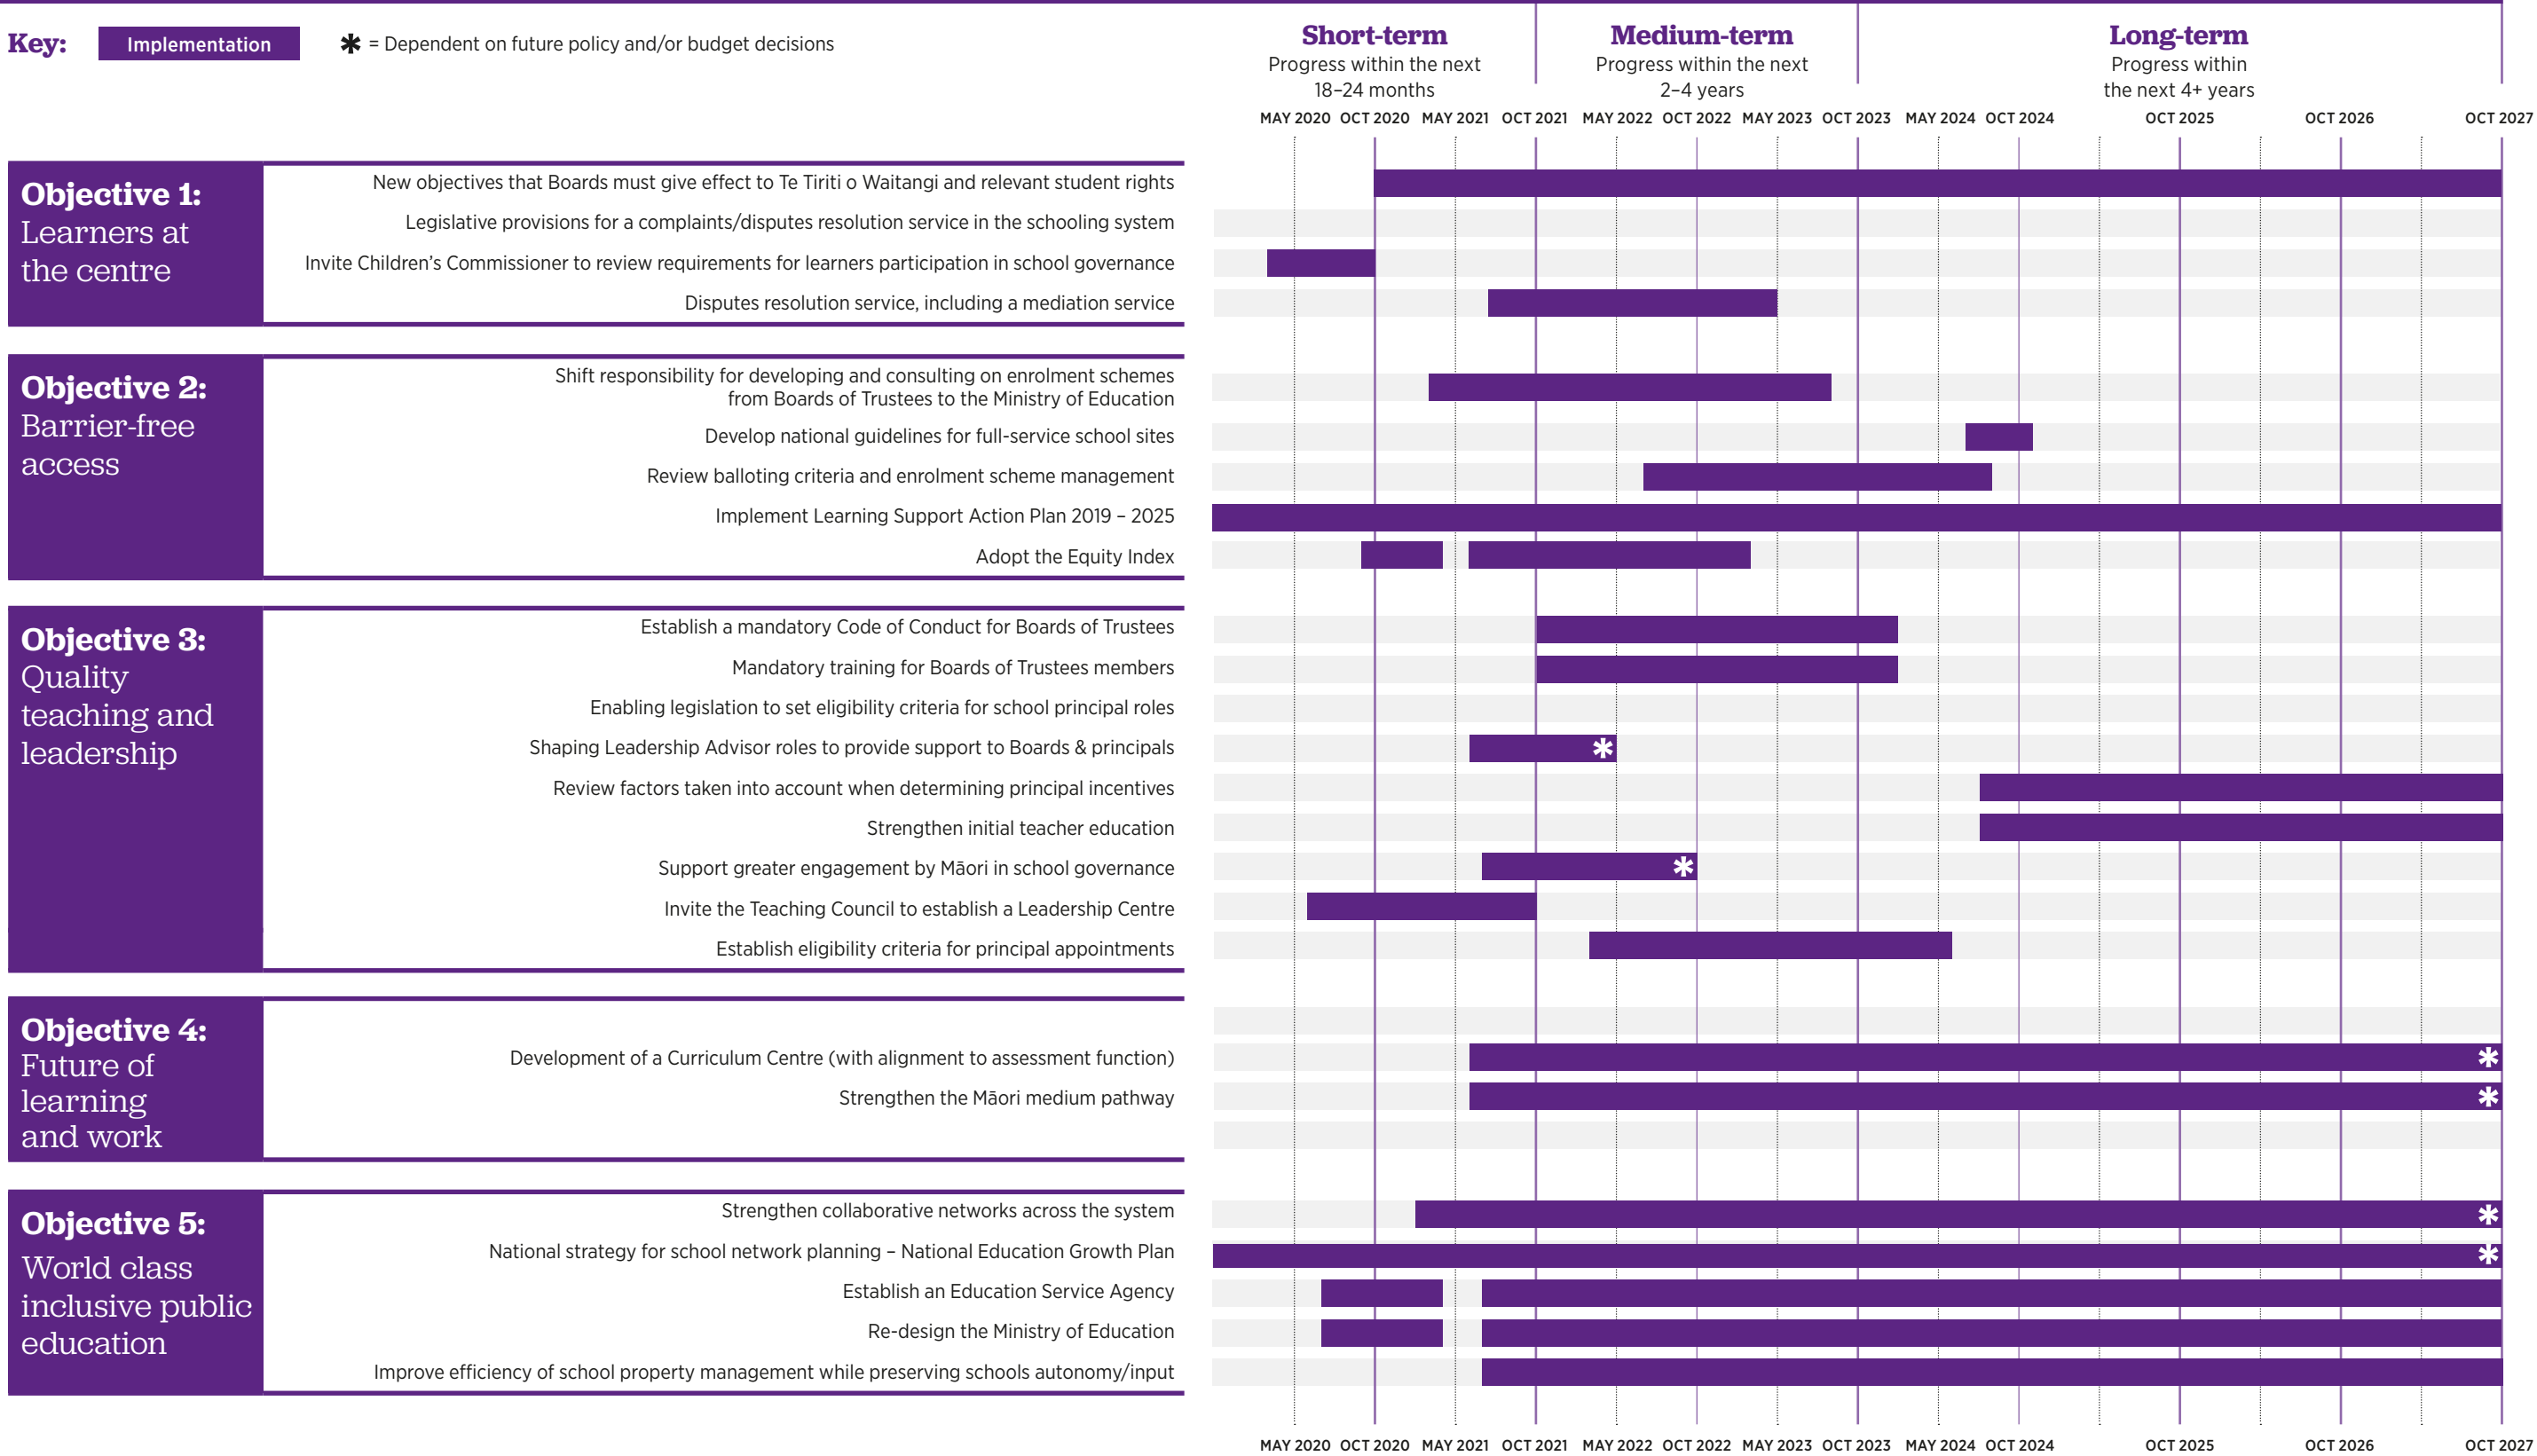 Key:
Implementation
* = Dependent on future policy and/or budget decisions
Short-term
Progress within the next
18–24 months
Medium-term
Progress within the next
2–4 years
Long-term
Progress within
the next 4+ years
MAY 2020 OCT 2020 MAY 2021 OCT 2021 MAY 2022 OCT 2022 MAY 2023 OCT 2023 MAY 2024 OCT 2024 OCT 2025 OCT 2026 OCT 2027
Objective 1:
Learners at
the centre
New objectives that Boards must give effect to Te Tiriti o Waitangi and relevant student rights
Legislative provisions for a complaints/disputes resolution service in the schooling system
Invite Children's Commissioner to review requirements for learners participation in school governance
Disputes resolution service, including a mediation service
Objective 2:
Barrier-free
access
Shift responsibility for developing and consulting on enrolment schemes
from Boards of Trustees to the Ministry of Education
Develop national guidelines for full-service school sites
Review balloting criteria and enrolment scheme management
Implement Learning Support Action Plan 2019 – 2025
Adopt the Equity Index
Objective 3:
Quality
teaching and
leadership
Establish a mandatory Code of Conduct for Boards of Trustees
Mandatory training for Boards of Trustees members
Enabling legislation to set eligibility criteria for school principal roles
Shaping Leadership Advisor roles to provide support to Boards & principals
*
Review factors taken into account when determining principal incentives
Strengthen initial teacher education
Support greater engagement by Māori in school governance
*
Invite the Teaching Council to establish a Leadership Centre
Establish eligibility criteria for principal appointments
Objective 4:
Future of
learning
and work
Development of a Curriculum Centre (with alignment to assessment function)
*
Strengthen the Māori medium pathway
*
Objective 5:
World class
inclusive public
education
Strengthen collaborative networks across the system
*
National strategy for school network planning – National Education Growth Plan
*
Establish an Education Service Agency
Re-design the Ministry of Education
Improve efficiency of school property management while preserving schools autonomy/input
MAY 2020 OCT 2020 MAY 2021 OCT 2021 MAY 2022 OCT 2022 MAY 2023 OCT 2023 MAY 2024 OCT 2024 OCT 2025 OCT 2026 OCT 2027